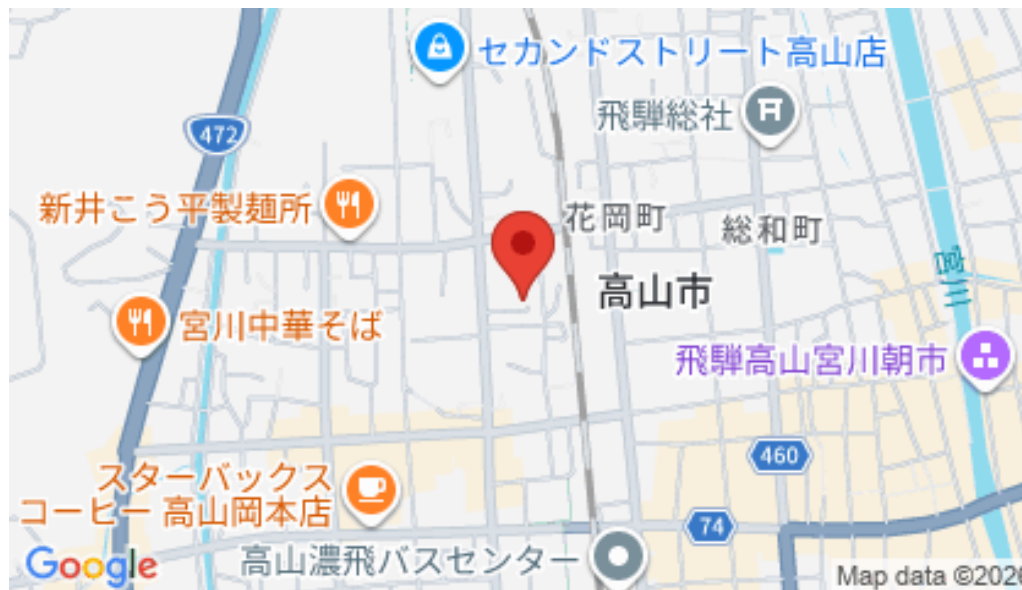 セカンドストリート高山店
飛騨総社
472
新井こう平製麺所
花岡町
総和町
高山市
宮川
宮川中華そば
飛騨高山宮川朝市
460
スターバックス
コーヒー 高山岡本店
74
高山濃飛バスセンター
Google
Map data ©2026